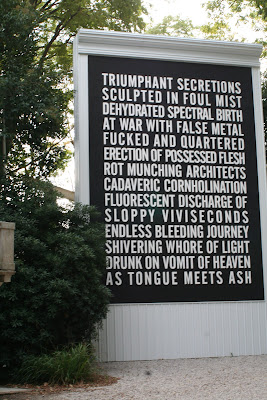 TRIUMPHANT SECRETIONS
SCULPTED IN FOUL MIST
DEHYDRATED SPECTRAL BIRTH
AT WAR WITH FALSE METAL
FUCKED AND QUARTERED
ERECTION OF POSSESSED FLESH
ROT MUNCHING ARCHITECTS
CADAVERIC CORNHOLINATION
FLUORESCENT DISCHARGE OF
SLOPPY VIVISECONDS
ENDLESS BLEEDING JOURNEY
SHIVERING WHORE OF LIGHT
DRUNK ON VOMIT OF HEAVEN
AS TONGUE MEETS ASH